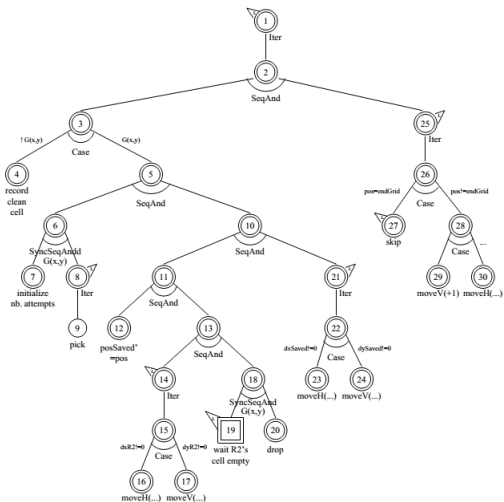 1
Iter
2
SeqAnd
3
25
! G(x,y)
G(x,y)
Case
Iter
4
5
26
record
clean
cell
pos=endGrid
pos!=endGrid
Case
SeqAnd
6
10
27
28
skip
...
SyncSeqAndd
G(x,y)
SeqAnd
Case
7
8
11
21
29
30
initialize
nb. attempts
Iter
SeqAnd
Iter
moveV(+1)
moveH(...)
9
12
13
22
pick
posSaved'
=pos
SeqAnd
dxSaved!=0
dySaved!=0
Case
14
18
23
24
Iter
SyncSeqAnd
G(x,y)
moveH(...)
moveV(...)
15
19
20
dxR2!=0
dyR2!=0
Case
wait R2's
cell empty
drop
16
17
moveH(...)
moveV(...)